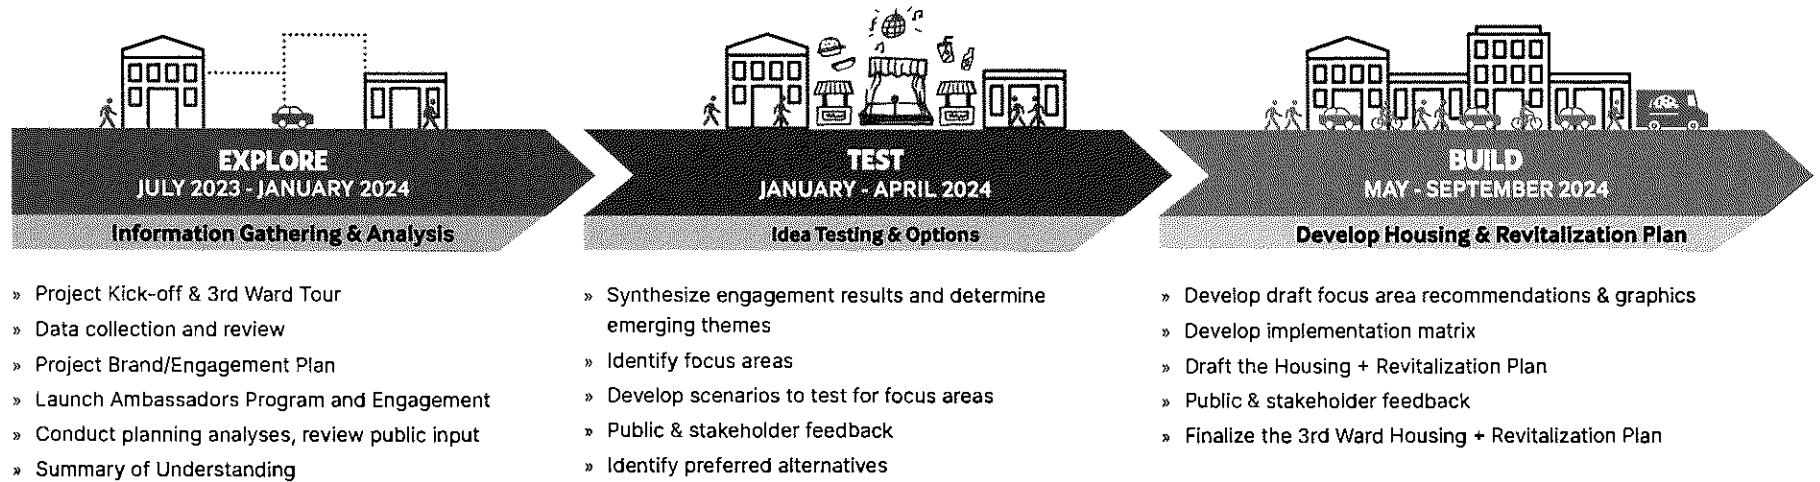 EXPLORE
JULY 2023 - JANUARY 2024
Information Gathering & Analysis
» Project Kick-off & 3rd Ward Tour
» Data collection and review
» Project Brand/Engagement Plan
» Launch Ambassadors Program and Engagement
» Conduct planning analyses, review public input
» Summary of Understanding
TEST
JANUARY - APRIL 2024
Idea Testing & Options
» Synthesize engagement results and determine
emerging themes
» Identify focus areas
» Develop scenarios to test for focus areas
» Public & stakeholder feedback
» Identify preferred alternatives
BUILD
MAY - SEPTEMBER 2024
Develop Housing & Revitalization Plan
» Develop draft focus area recommendations & graphics
» Develop implementation matrix
» Draft the Housing + Revitalization Plan
» Public & stakeholder feedback
» Finalize the 3rd Ward Housing + Revitalization Plan